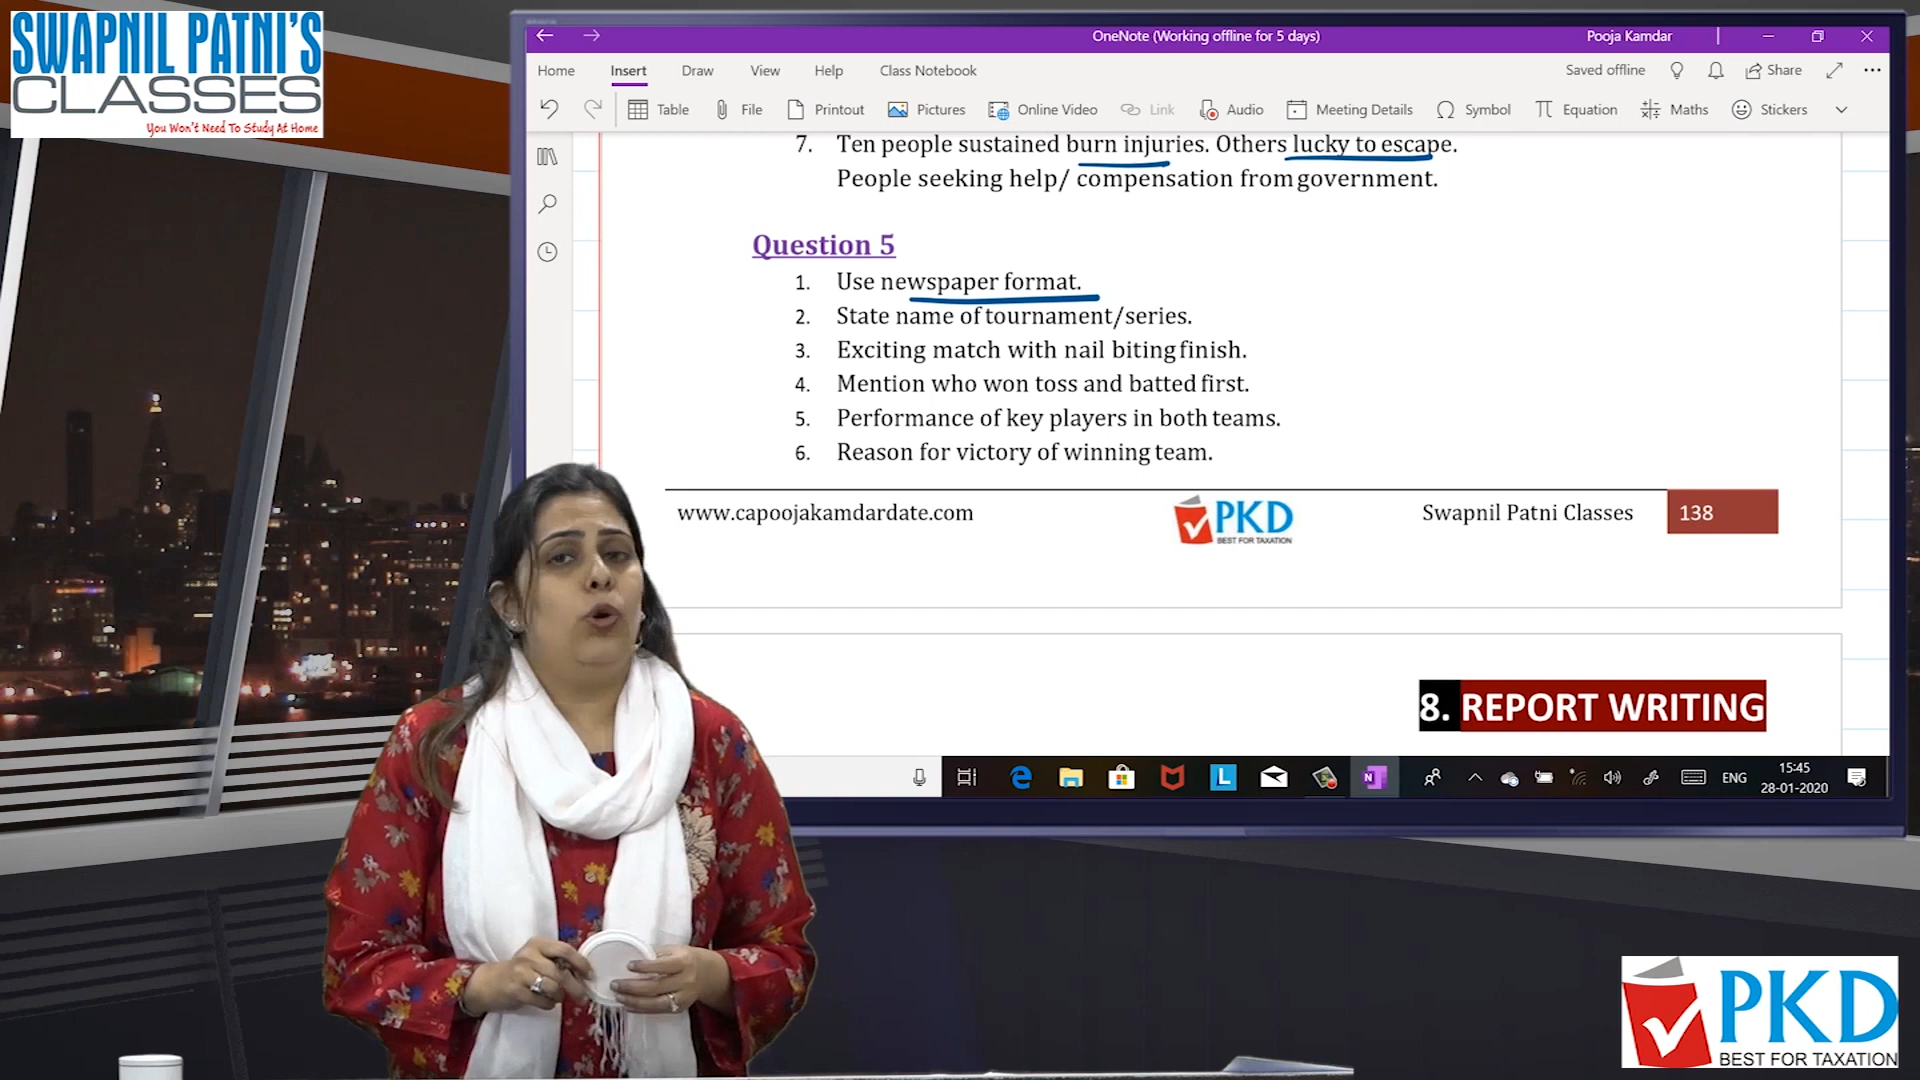 SWAPNIL PATNI'S
CLASSES
You Won't Need To Study At Home
OneNote (Working offline for 5 days)
Pooja Kamdar
Home Insert Draw View Help Class Notebook
Saved offline Share
Table File Printout Pictures Online Video Link Audio Meeting Details Symbol Equation Maths Stickers
7. Ten people sustained burn injuries. Others lucky to escape.
People seeking help/ compensation from government.
Question 5
1. Use newspaper format.
2. State name of tournament/series.
3. Exciting match with nail biting finish.
4. Mention who won toss and batted first.
5. Performance of key players in both teams.
6. Reason for victory of winning team.
www.capoojakamdardate.com
PKD
BEST FOR TAXATION
Swapnil Patni Classes
138
8. REPORT WRITING
L
N
ENG
15:45
28-01-2020
PKD
BEST FOR TAXATION